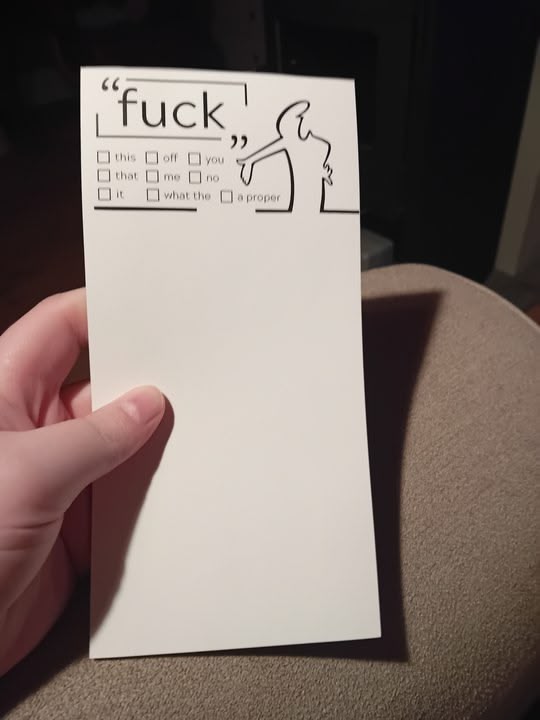 “fuck”
☐ this ☐ off ☐ you
☐ that ☐ me ☐ no
☐ it ☐ what the ☐ a proper